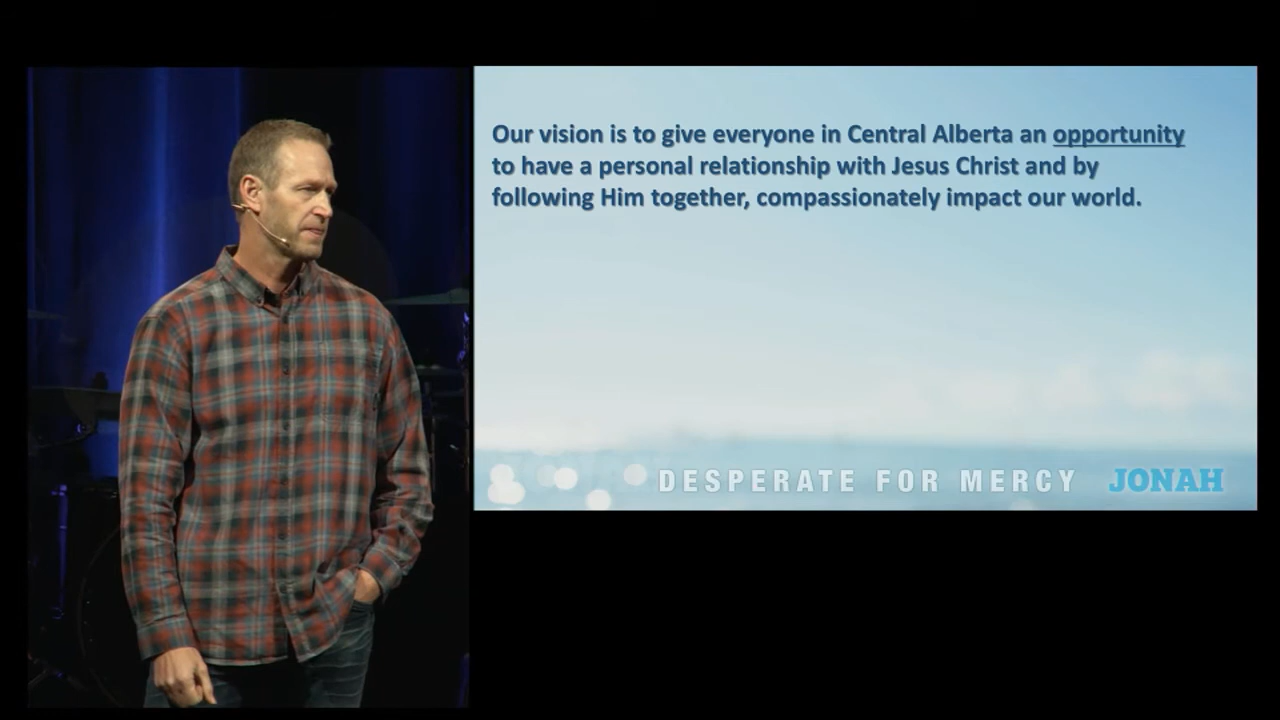 Our vision is to give everyone in Central Alberta an opportunity
to have a personal relationship with Jesus Christ and by
following Him together, compassionately impact our world.
DESPERATE FOR MERCY JONAH